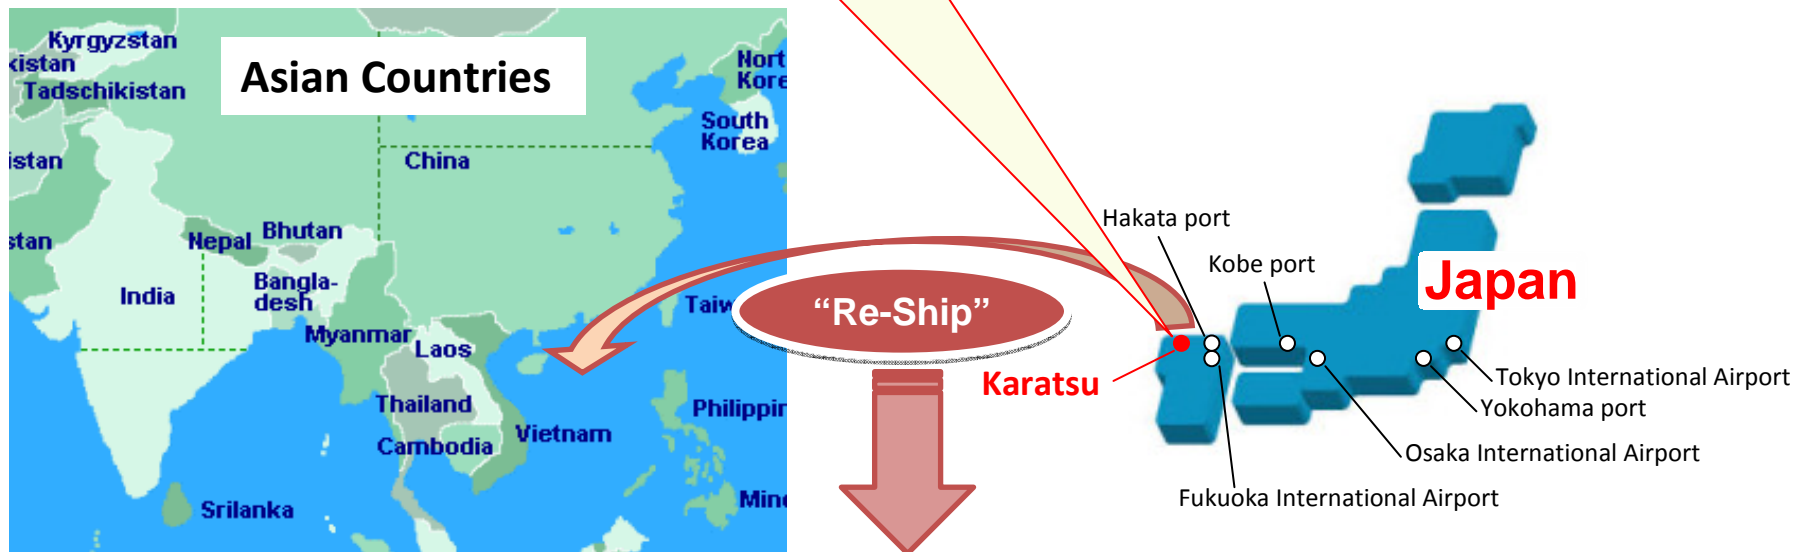 Kyrgyzstan
Asian Countries
kistan
Tadschikistan
North
Kore
South
Korea
istan
China
stan
Nepal
Bhutan
India
Bangla-
desh
Myanmar
Laos
Taiw
Thailand
Cambodia
Vietnam
Philippin
Srilanka
Min
“Re-Ship”
Hakata port
Kobe port
Japan
Karatsu
Tokyo International Airport
Yokohama port
Osaka International Airport
Fukuoka International Airport